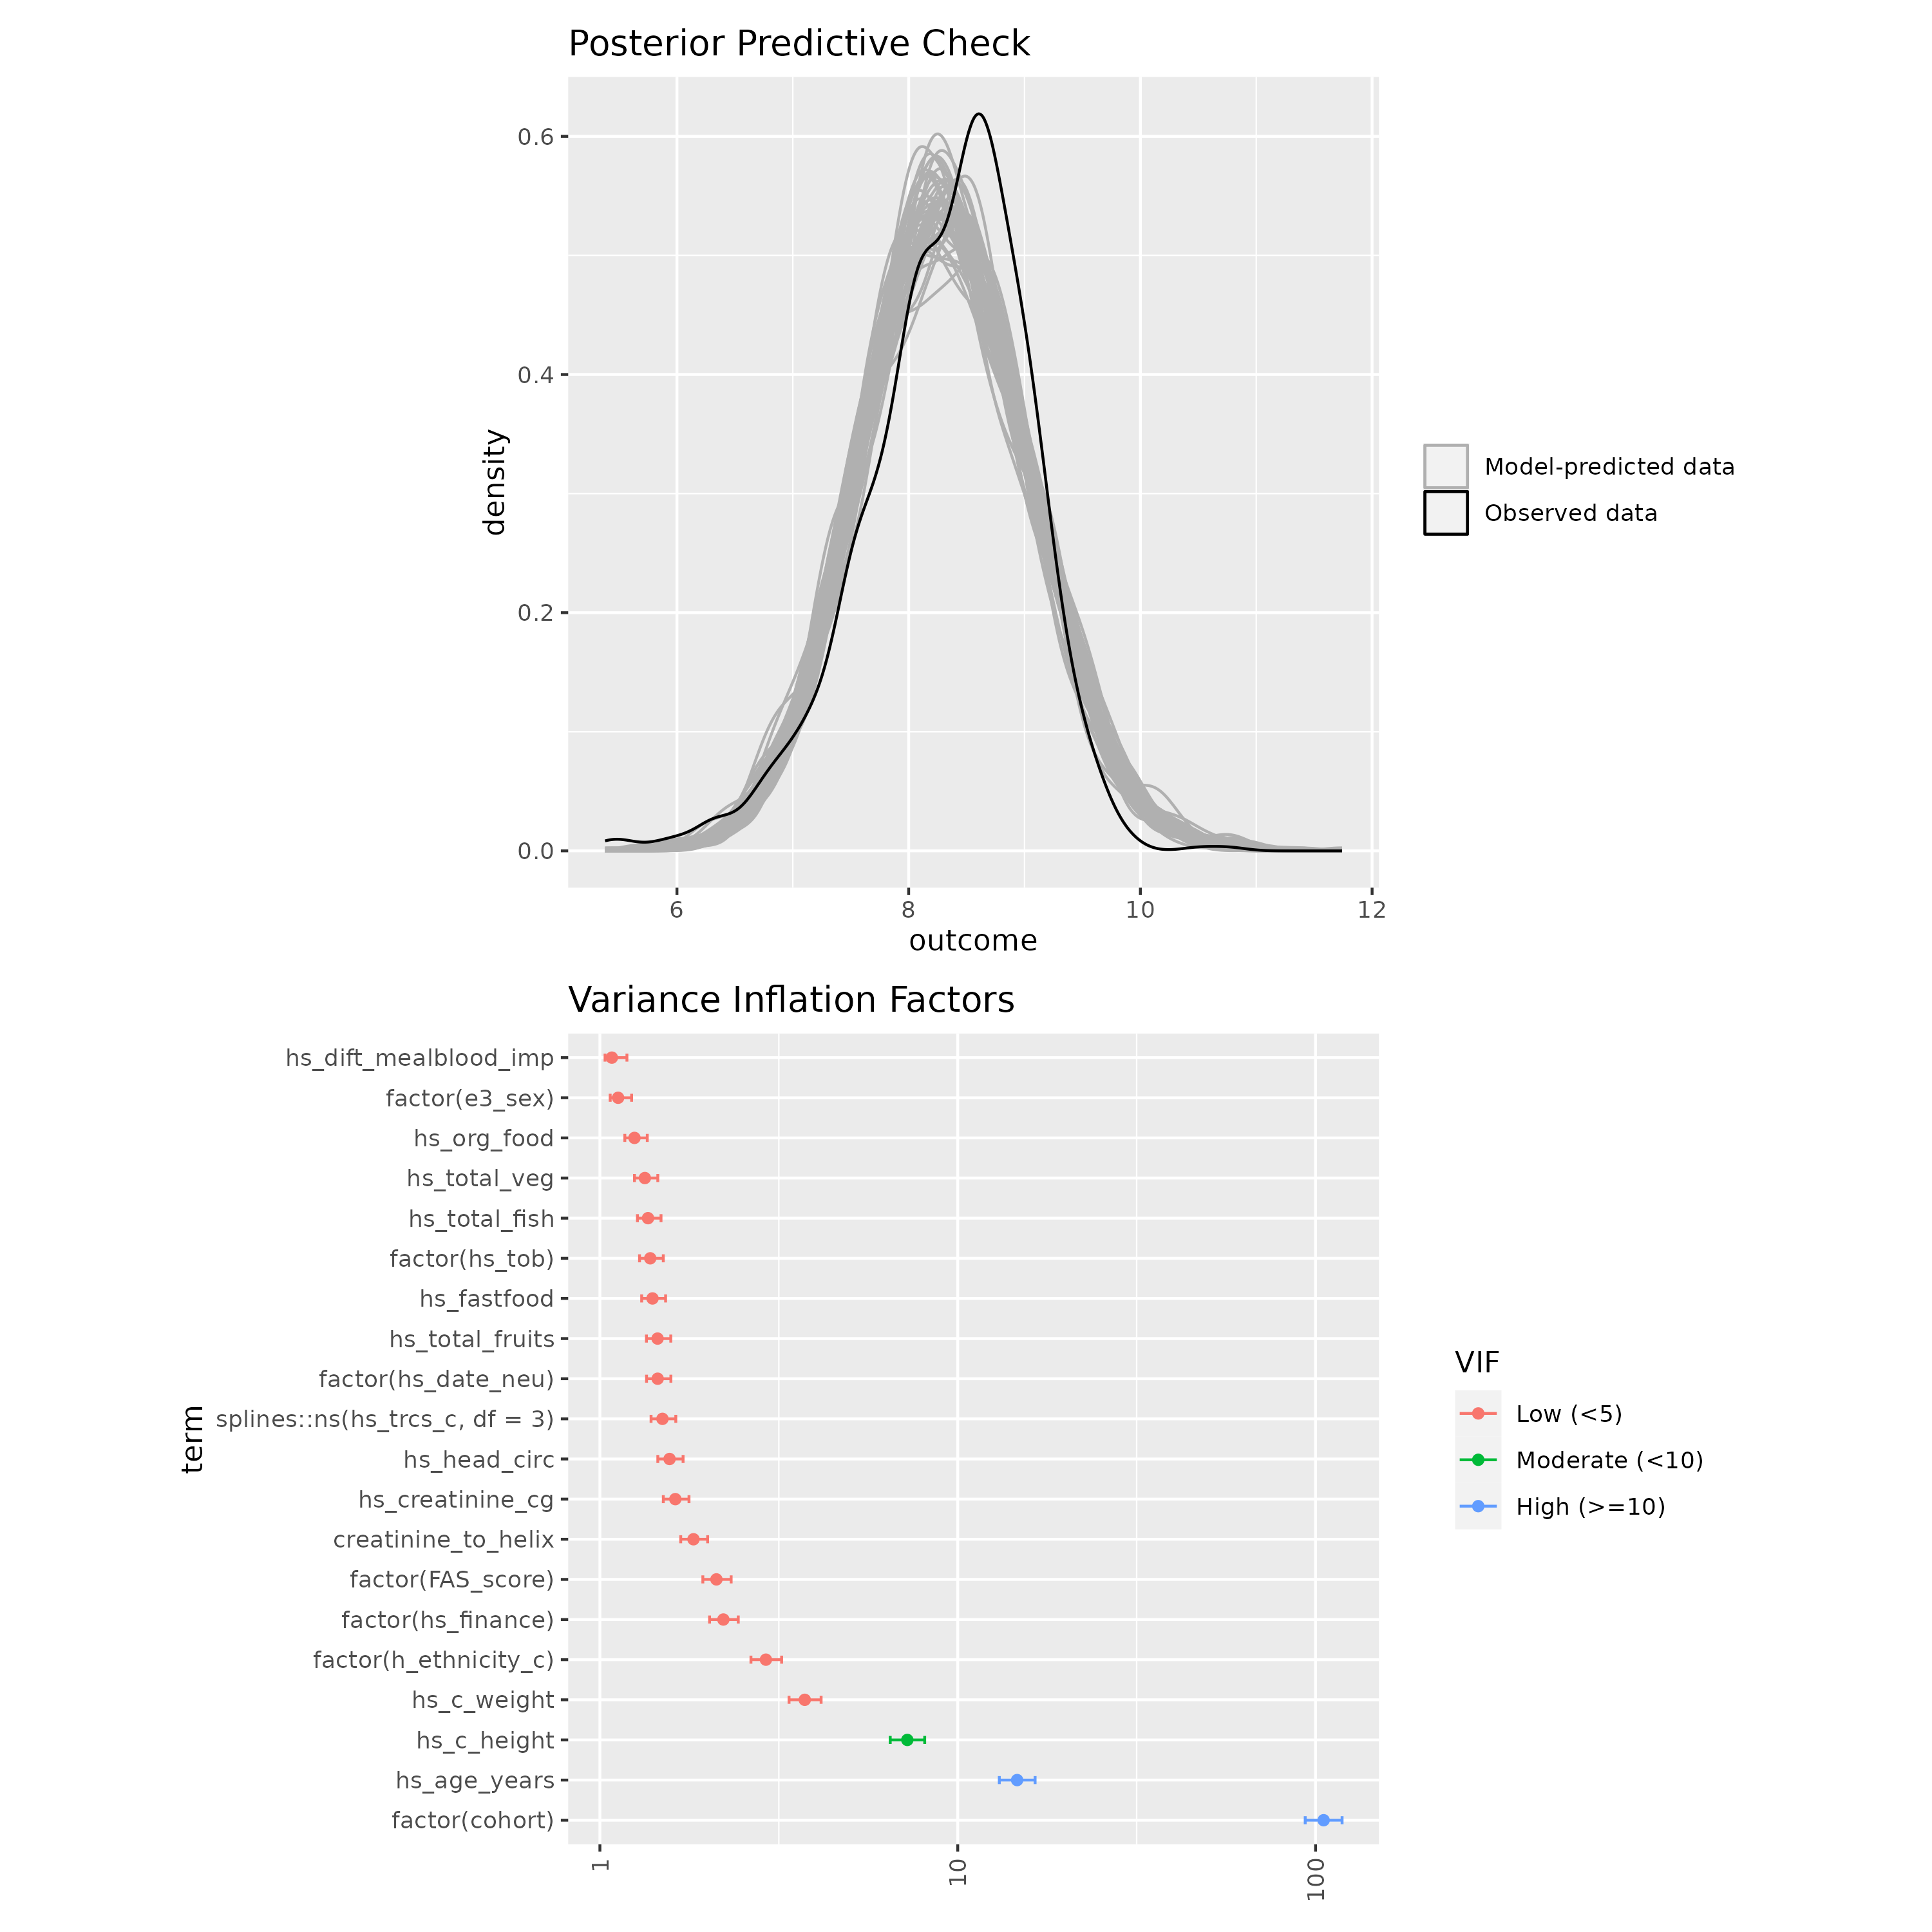 Posterior Predictive Check
0.6
0.4
0.2
0.0
density
6
8
10
12
outcome
Model-predicted data
Observed data
Variance Inflation Factors
term
hs_dift_mealblood_imp
factor(e3_sex)
hs_org_food
hs_total_veg
hs_total_fish
factor(hs_tob)
hs_fastfood
hs_total_fruits
factor(hs_date_neu)
splines::ns(hs_trcs_c, df = 3)
hs_head_circ
hs_creatinine_cg
creatinine_to_helix
factor(FAS_score)
factor(hs_finance)
factor(h_ethnicity_c)
hs_c_weight
hs_c_height
hs_age_years
factor(cohort)
1
10
100
VIF
Low (<5)
Moderate (<10)
High (>=10)